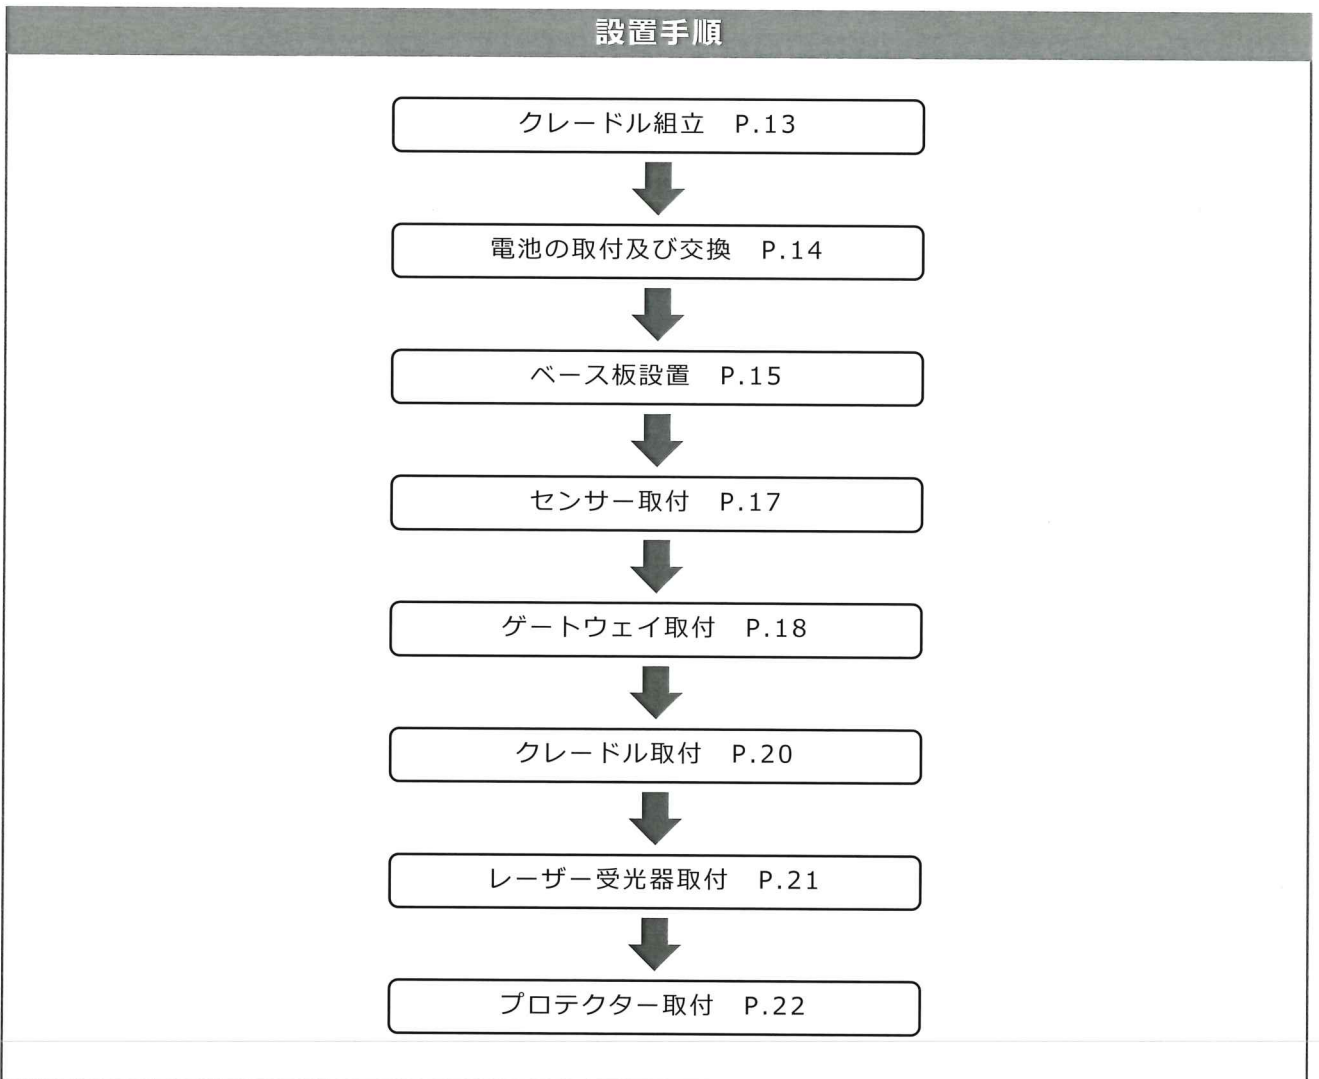 設置手順
クレードル組立　P.13
電池の取付及び交換　P.14
ベース板設置　P.15
センサー取付　P.17
ゲートウェイ取付　P.18
クレードル取付　P.20
レーザー受光器取付　P.21
プロテクター取付　P.22